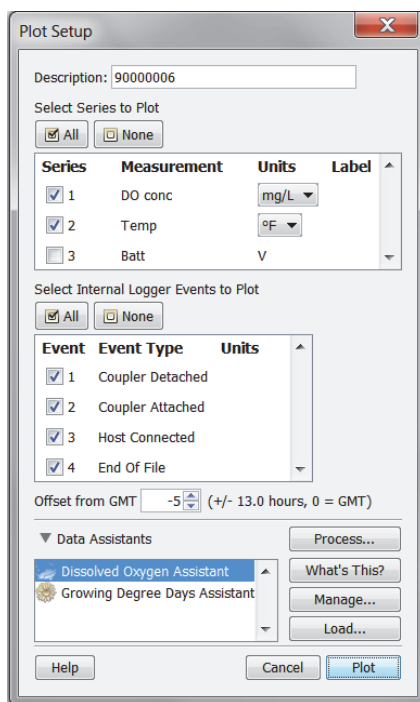 Plot Setup
X
Description: 90000006
Select Series to Plot
All None
Series Measurement Units Label
1 DO conc mg/L
2 Temp °F
3 Batt V
Select Internal Logger Events to Plot
All None
Event Event Type Units
1 Coupler Detached
2 Coupler Attached
3 Host Connected
4 End Of File
Offset from GMT -5 (+/- 13.0 hours, 0 = GMT)
Data Assistants Process...
Dissolved Oxygen Assistant What's This?
Growing Degree Days Assistant Manage...
Load...
Help Cancel Plot